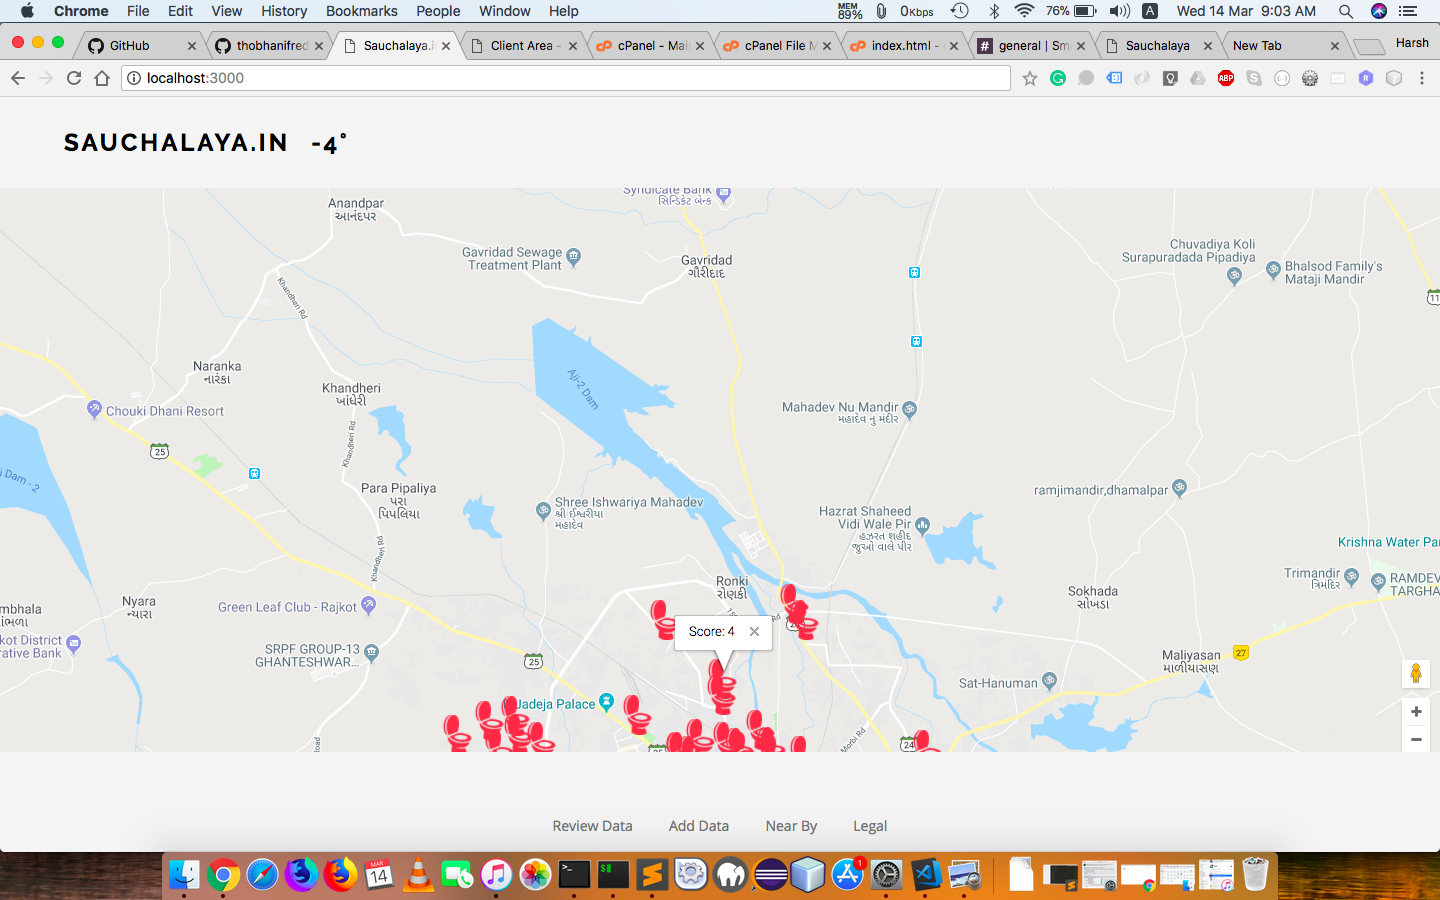 Chrome File Edit View History Bookmarks People Window Help MEM 89% 0Kbps 76% A Wed 14 Mar 9:03 AM
GitHub thobhanifred Sauchalaya.i Client Area - cPanel - Mai cPanel File M index.html - general | Sm Sauchalaya New Tab Harsh
localhost:3000
SAUCHALAYA.IN -4°
Syndicate Bank
सिन्डिकेट बेन्क
Anandpar
આનંદપર
Gavridad Sewage
Treatment Plant
Gavridad
ગૌરીદાદ
Chuvadiya Koli
Surapuradada Pipadiya
Bhalsod Family's
Mataji Mandir
11
Khandheri Rd
Naranka
નારંકા
Khandheri
ખાંધેરી
Aji-2 Dam
Chouki Dhani Resort
Mahadev Nu Mandir
મહાદેવ નુ મંદીર
25
Khandheri Rd
i Dam - 2
Para Pipaliya
પરા
પિપલિયા
Shree Ishwariya Mahadev
શ્રી ઈશ્વરીયા
મહાદેવ
ramjimandir,dhamalpar
Hazrat Shaheed
Vidi Wale Pir
હઝરત શહીદ
જુઓ વાલે પીર
Krishna Water Par
Khandheri Rd
Ronki
રોણકી
Trimandir
ત્રિમંદિર
RAMDEV
TARGHA
Sokhada
સોખડા
mbhala
ાંભળા
Nyara
ન્યારા
Green Leaf Club - Rajkot
Score: 4
Rd
kot District
rative Bank
SRPF GROUP-13
GHANTESHWAR...
25
Maliyasan
માળીયાસણ
27
Sat-Hanuman
Jadeja Palace
Morbi Rd
24
Review Data Add Data Near By Legal
MAR
14
1